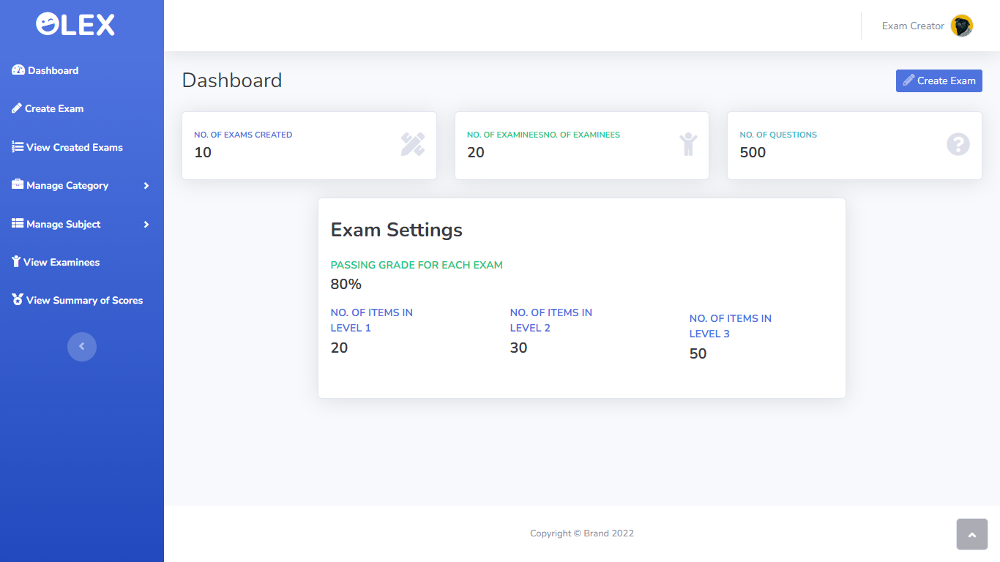 OLEX
Exam Creator
Dashboard
Create Exam
View Created Exams
Manage Category
Manage Subject
View Examinees
View Summary of Scores
Dashboard
Create Exam
NO. OF EXAMS CREATED
10
NO. OF EXAMINEESNO. OF EXAMINEES
20
NO. OF QUESTIONS
500
Exam Settings
PASSING GRADE FOR EACH EXAM
80%
NO. OF ITEMS IN
LEVEL 1
20
NO. OF ITEMS IN
LEVEL 2
30
NO. OF ITEMS IN
LEVEL 3
50
Copyright © Brand 2022